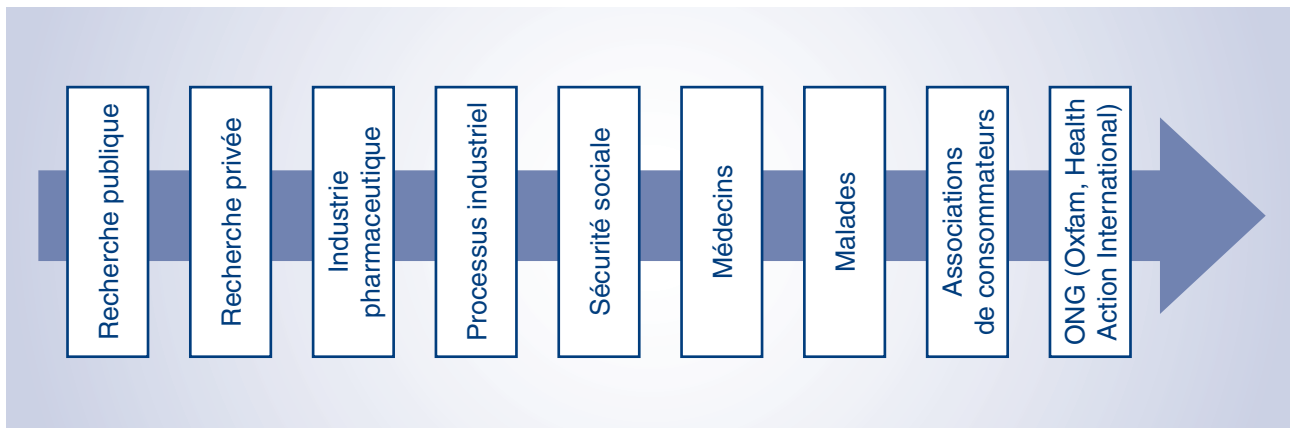 Recherche publique
Recherche privée
Industrie
pharmaceutique
Processus industriel
Sécurité sociale
Médecins
Malades
Associations
de consommateurs
ONG (Oxfam, Health
Action International)